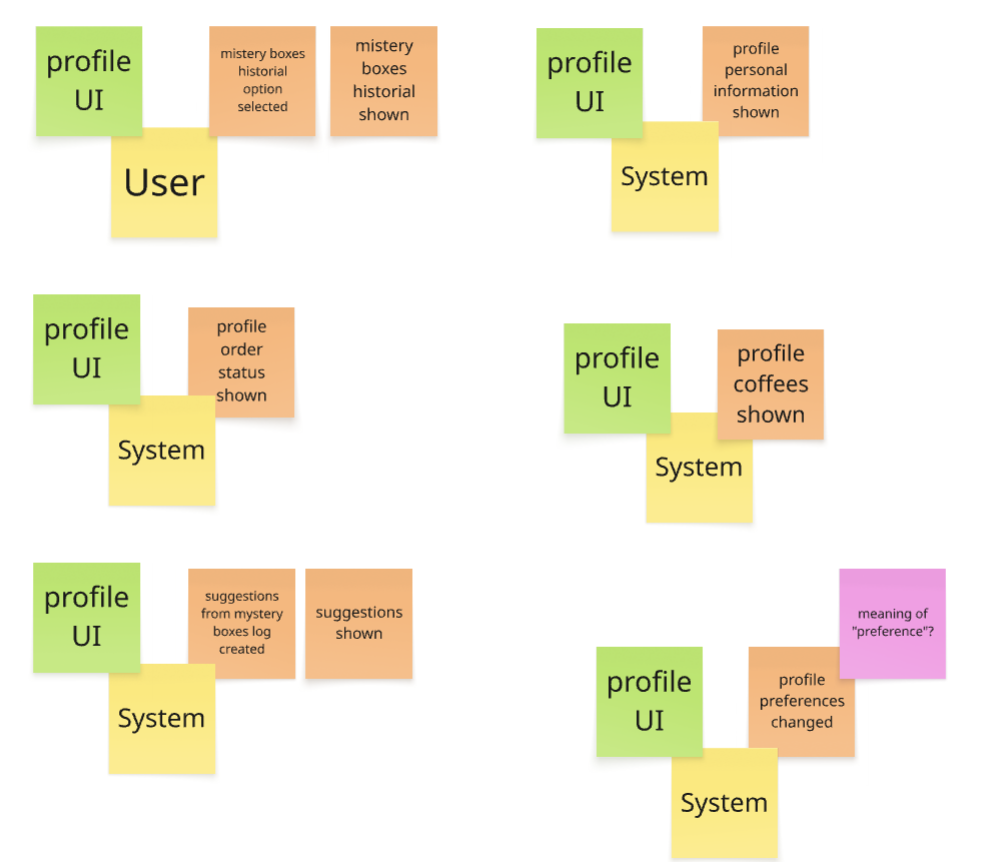 profile
UI
mistery boxes
historial
option
selected
mistery
boxes
historial
shown
User
profile
UI
profile
personal
information
shown
System
profile
UI
profile
order
status
shown
System
profile
UI
profile
coffees
shown
System
profile
UI
suggestions
from mystery
boxes log
created
suggestions
shown
System
profile
UI
profile
preferences
changed
meaning of
"preference"?
System